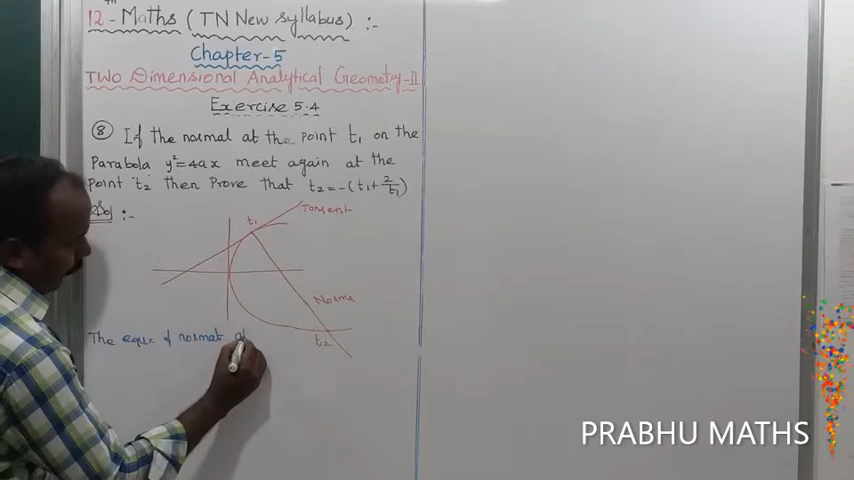 12th - Maths (TN New syllabus) :-
Chapter-5
Two Dimensional Analytical Geometry-II
Exercise 5.4
⑧ If the normal at the point t₁ on the
Parabola y²=4ax meet again at the
point t₂ then Prove that t₂ = -(t₁ + 2/t₁)
Sol :-
t₁
Tangent
Normal
t₂
The equn of normal at
PRABHU MATHS